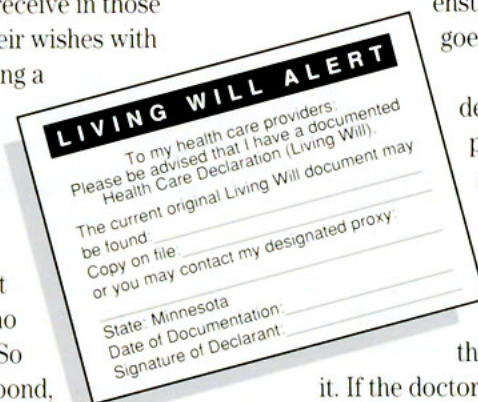 receive in those
eir wishes with
ng a
t
no
So
pond,
LIVING WILL ALERT
To my health care providers:
Please be advised that I have a documented
Health Care Declaration (Living Will).
The current original Living Will document may
be found:
Copy on file:
or you may contact my designated proxy:
State: Minnesota
Date of Documentation:
Signature of Declarant:
ensu
goe
de
p
th
it. If the doctor